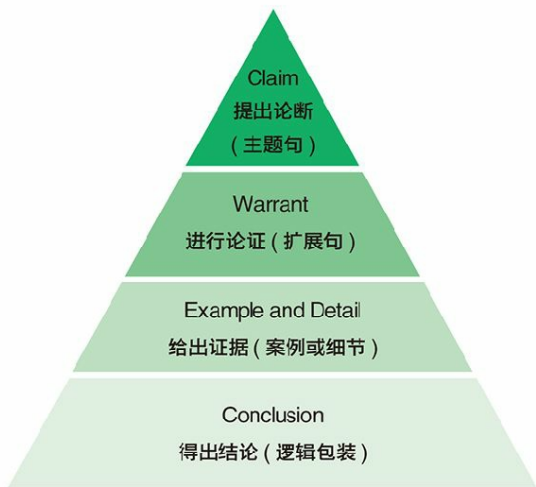 Claim
提出论断
(主题句)
Warrant
进行论证(扩展句)
Example and Detail
给出证据(案例或细节)
Conclusion
得出结论(逻辑包装)